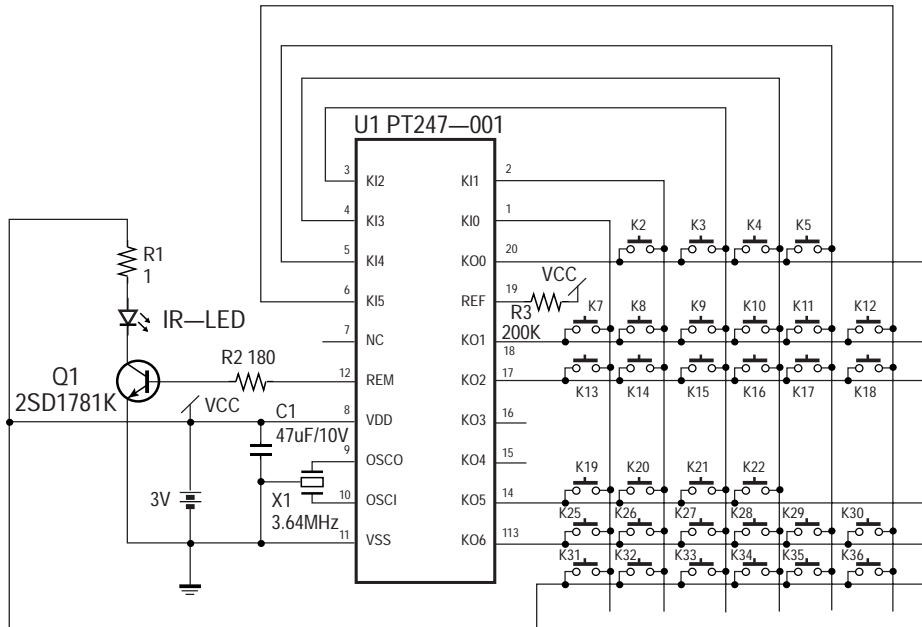 U1 PT247—001
3 KI2 KI1 2
4 KI3 KI0 1
5 KI4 KO0 20
6 KI5 REF 19
7 NC KO1 18
12 REM KO2 17
8 VDD KO3 16
9 OSCO KO4 15
10 OSCI KO5 14
11 VSS KO6 113
R1
1
IR—LED
R2 180
Q1
2SD1781K
VCC
C1
47uF/10V
3V
X1
3.64MHz
VCC
R3
200K
K2 K3 K4 K5
K7 K8 K9 K10 K11 K12
K13 K14 K15 K16 K17 K18
K19 K20 K21 K22
K25 K26 K27 K28 K29 K30
K31 K32 K33 K34 K35 K36